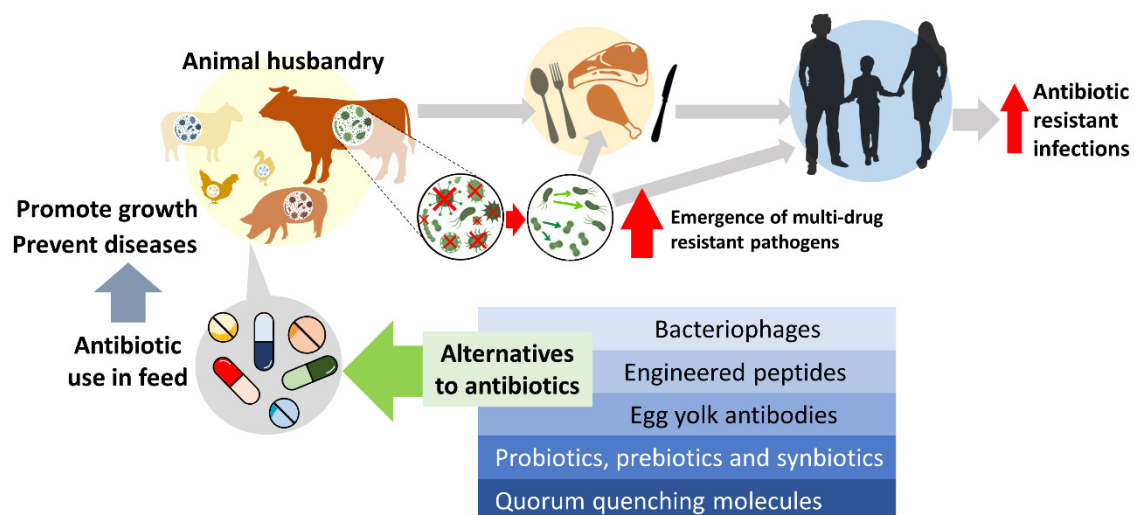 Animal husbandry
Antibiotic
resistant
infections
Promote growth
Prevent diseases
Emergence of multi-drug
resistant pathogens
Antibiotic
use in feed
Alternatives
to antibiotics
Bacteriophages
Engineered peptides
Egg yolk antibodies
Probiotics, prebiotics and synbiotics
Quorum quenching molecules